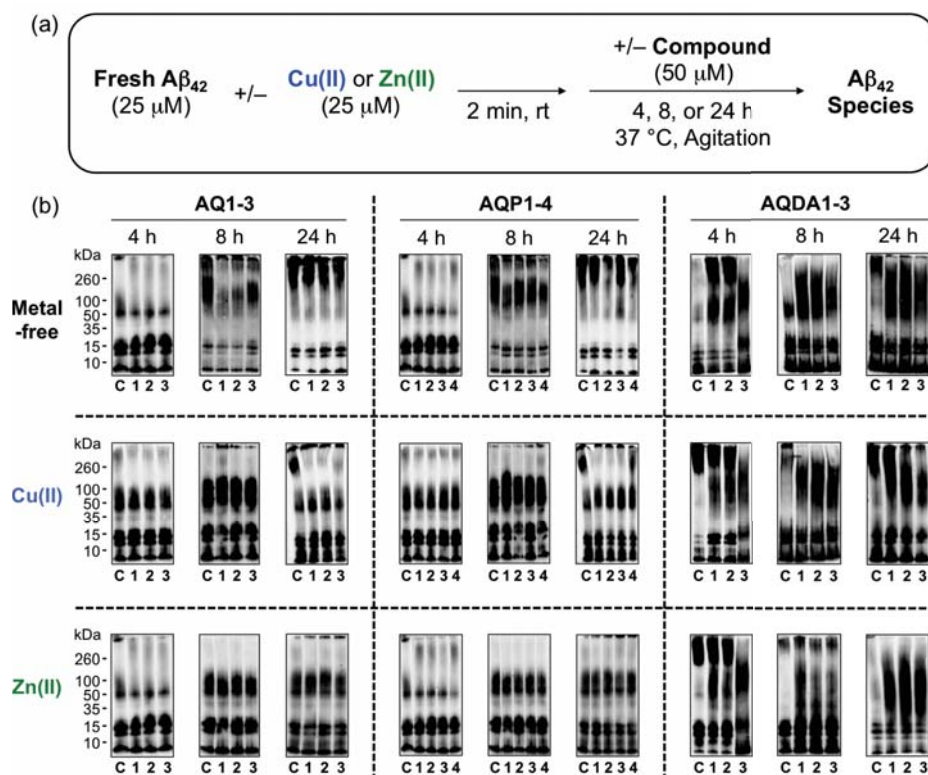 (a)
Fresh Aβ42
(25 μM)
+/–
Cu(II) or Zn(II)
(25 μM)
2 min, rt
+/– Compound
(50 μM)
4, 8, or 24 h
37 °C, Agitation
Aβ42
Species
(b)
AQ1-3 AQP1-4 AQDA1-3
4 h 8 h 24 h 4 h 8 h 24 h 4 h 8 h 24 h
kDa
260
100
50
35
15
10
Metal
-free
C 1 2 3 C 1 2 3 C 1 2 3 C 1 2 3 4 C 1 2 3 4 C 1 2 3 4 C 1 2 3 C 1 2 3 C 1 2 3
kDa
260
100
50
35
15
10
Cu(II)
C 1 2 3 C 1 2 3 C 1 2 3 C 1 2 3 4 C 1 2 3 4 C 1 2 3 4 C 1 2 3 C 1 2 3 C 1 2 3
kDa
260
100
50
35
15
10
Zn(II)
C 1 2 3 C 1 2 3 C 1 2 3 C 1 2 3 4 C 1 2 3 4 C 1 2 3 4 C 1 2 3 C 1 2 3 C 1 2 3